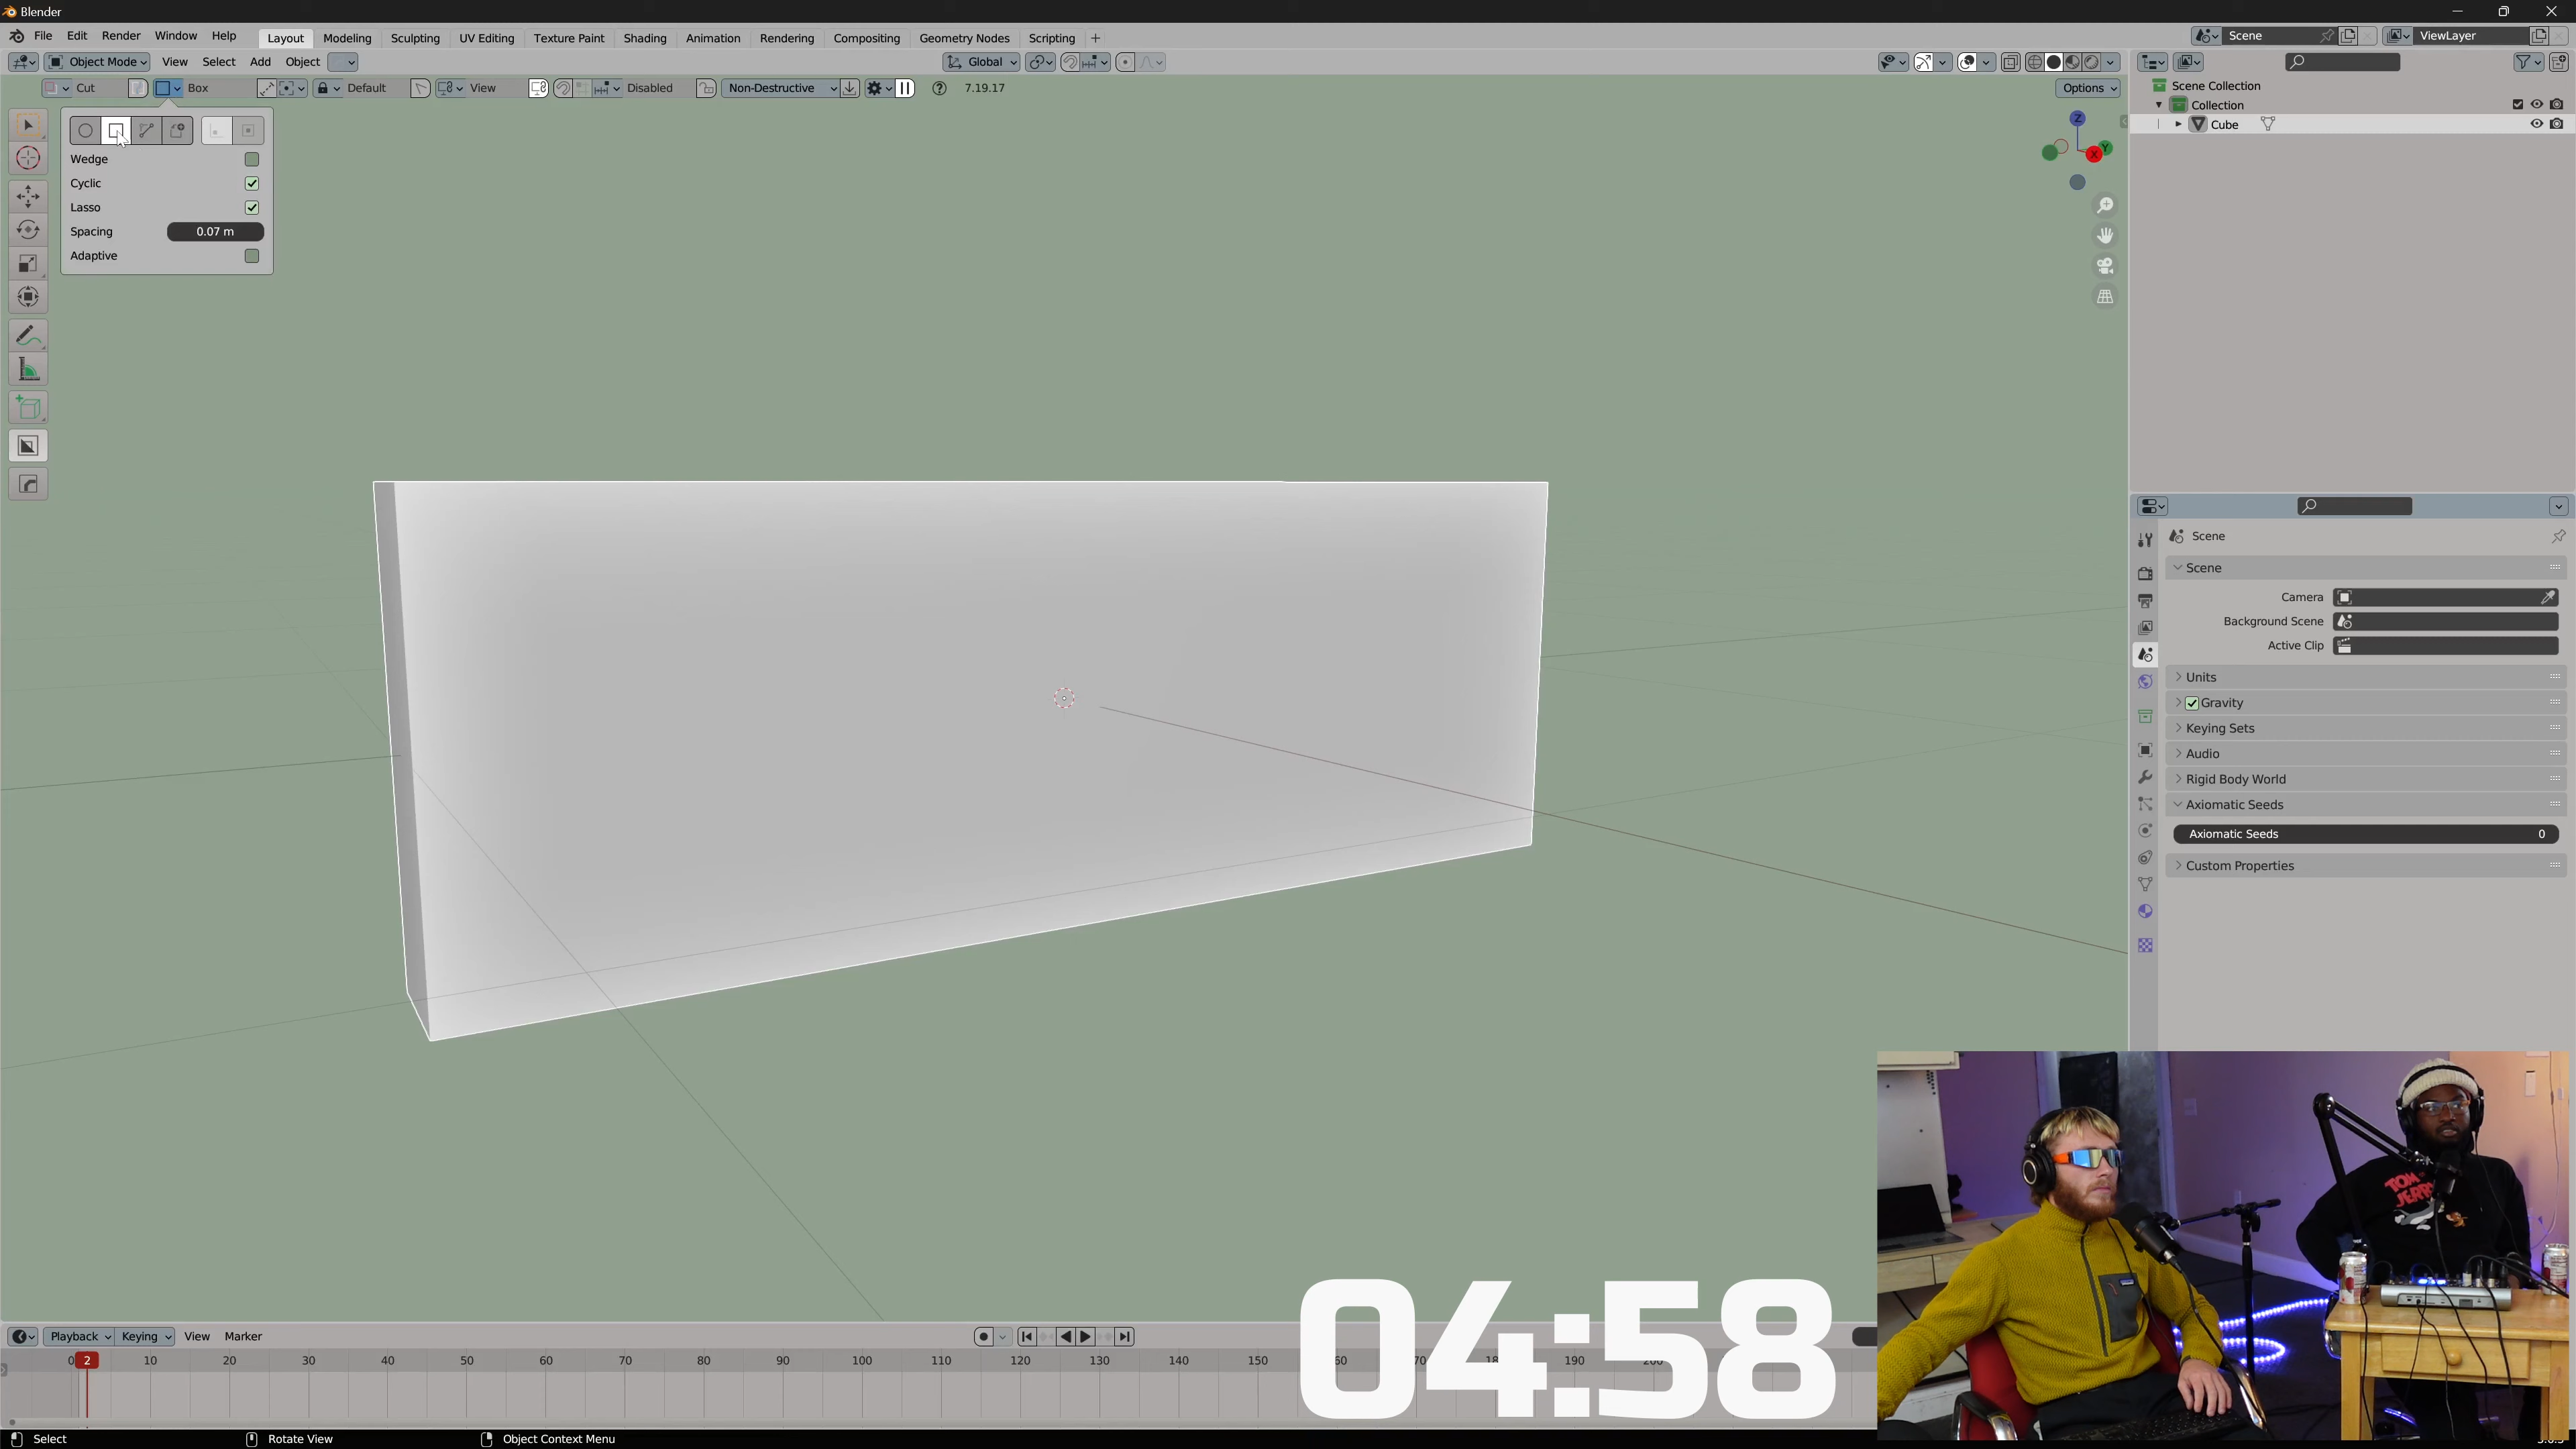 Blender
File Edit Render Window Help Layout Modeling Sculpting UV Editing Texture Paint Shading Animation Rendering Compositing Geometry Nodes Scripting + Scene ViewLayer
Object Mode View Select Add Object Global
Cut Box Default View Disabled Non-Destructive 7.19.17 Options
Scene Collection
Collection
Cube
Wedge
Cyclic
Lasso
Spacing 0.07 m
Adaptive
Z
Y
X
Scene
Scene
Camera
Background Scene
Active Clip
Units
Gravity
Keying Sets
Audio
Rigid Body World
Axiomatic Seeds
Axiomatic Seeds 0
Custom Properties
TOM
JERRY
04:58
Playback Keying View Marker
0 2 10 20 30 40 50 60 70 80 90 100 110 120 130 140 150 190
Select Rotate View Object Context Menu